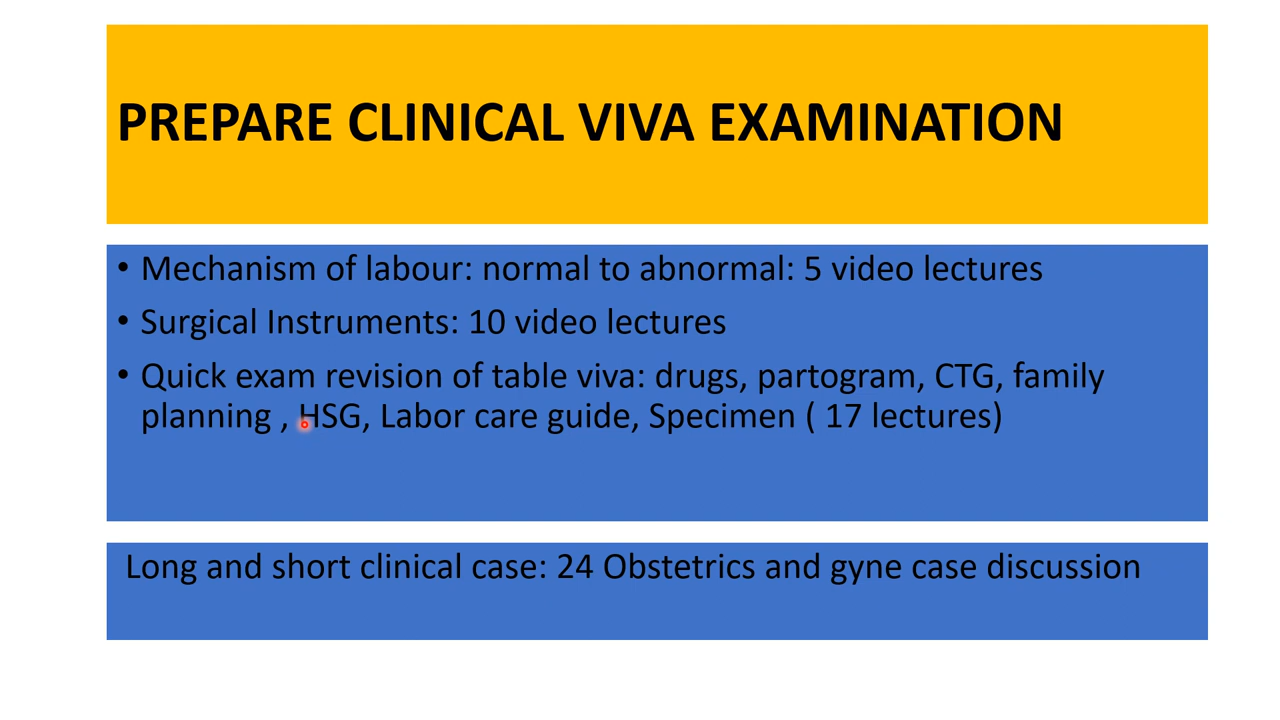 PREPARE CLINICAL VIVA EXAMINATION
• Mechanism of labour: normal to abnormal: 5 video lectures
• Surgical Instruments: 10 video lectures
• Quick exam revision of table viva: drugs, partogram, CTG, family
planning , HSG, Labor care guide, Specimen ( 17 lectures)
Long and short clinical case: 24 Obstetrics and gyne case discussion